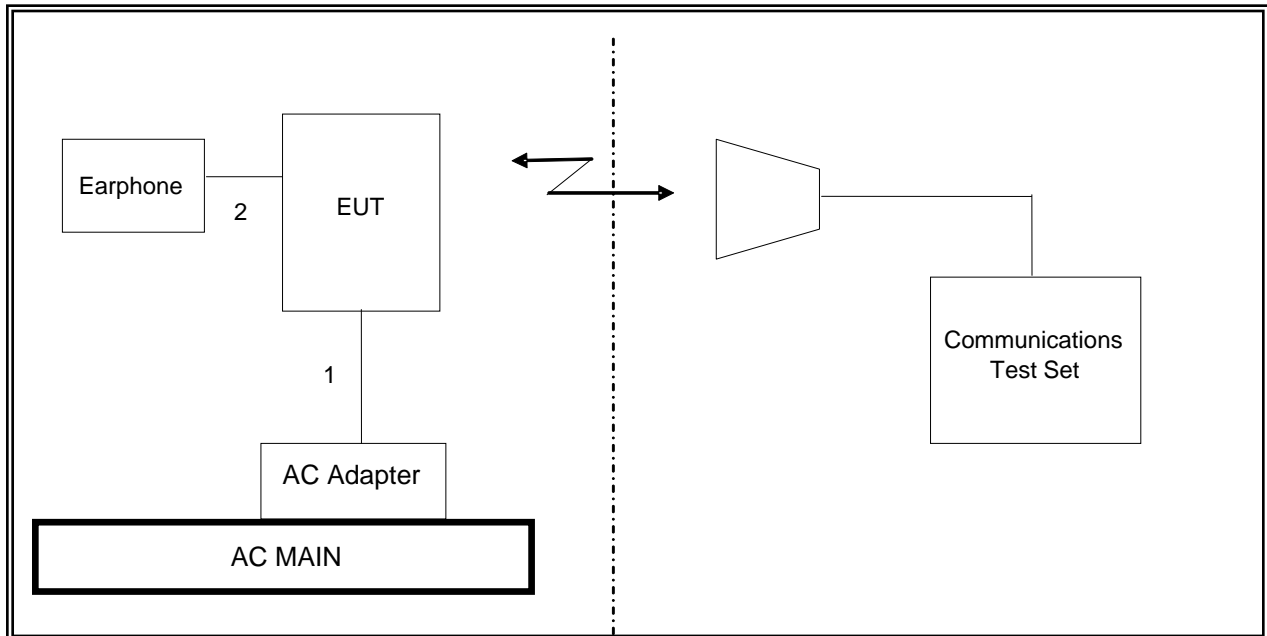 Earphone
2
EUT
1
AC Adapter
AC MAIN
Communications
Test Set